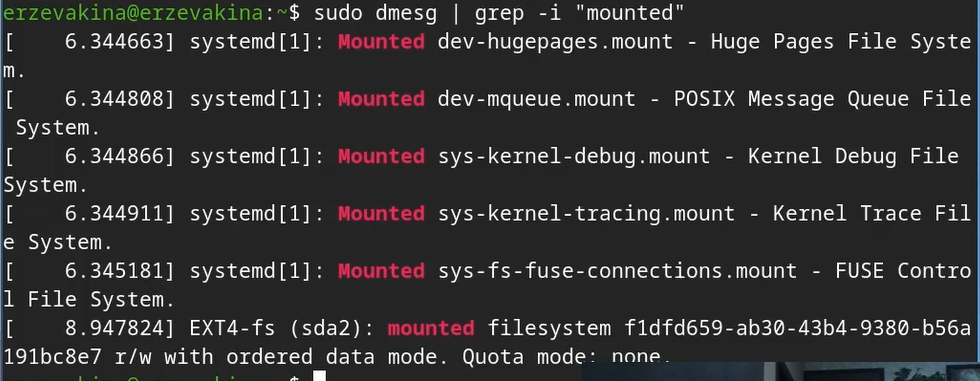 erzevakina@erzevakina:~$ sudo dmesg | grep -i "mounted"
[    6.344663] systemd[1]: Mounted dev-hugepages.mount - Huge Pages File Syste
m.
[    6.344808] systemd[1]: Mounted dev-mqueue.mount - POSIX Message Queue File
 System.
[    6.344866] systemd[1]: Mounted sys-kernel-debug.mount - Kernel Debug File 
System.
[    6.344911] systemd[1]: Mounted sys-kernel-tracing.mount - Kernel Trace Fil
e System.
[    6.345181] systemd[1]: Mounted sys-fs-fuse-connections.mount - FUSE Contro
l File System.
[    8.947824] EXT4-fs (sda2): mounted filesystem f1dfd659-ab30-43b4-9380-b56a
191bc8e7 r/w with ordered data mode. Quota mode: none.